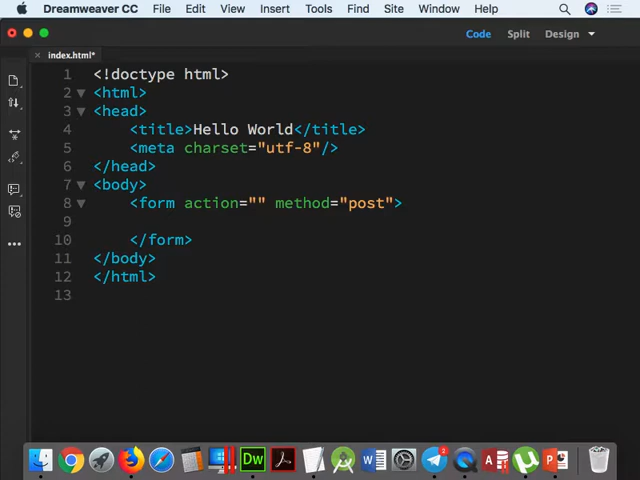 Dreamweaver CC File Edit View Insert Tools Find Site Window Help
Code Split Design
index.html*
1 <!doctype html>
2 <html>
3 <head>
4 <title>Hello World</title>
5 <meta charset="utf-8"/>
6 </head>
7 <body>
8 <form action="" method="post">
9
10 </form>
11 </body>
12 </html>
13
Dw W A P
2